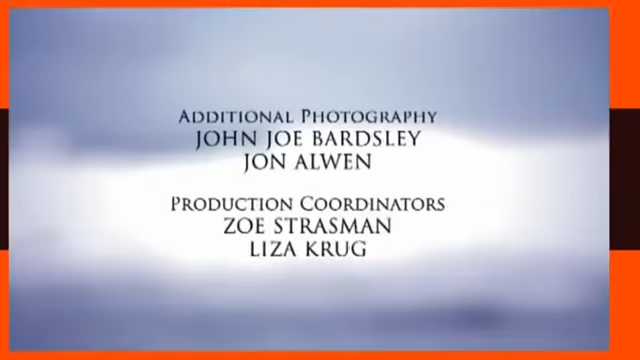 ADDITIONAL PHOTOGRAPHY
JOHN JOE BARDSLEY
JON ALWEN
PRODUCTION COORDINATORS
ZOE STRASMAN
LIZA KRUG